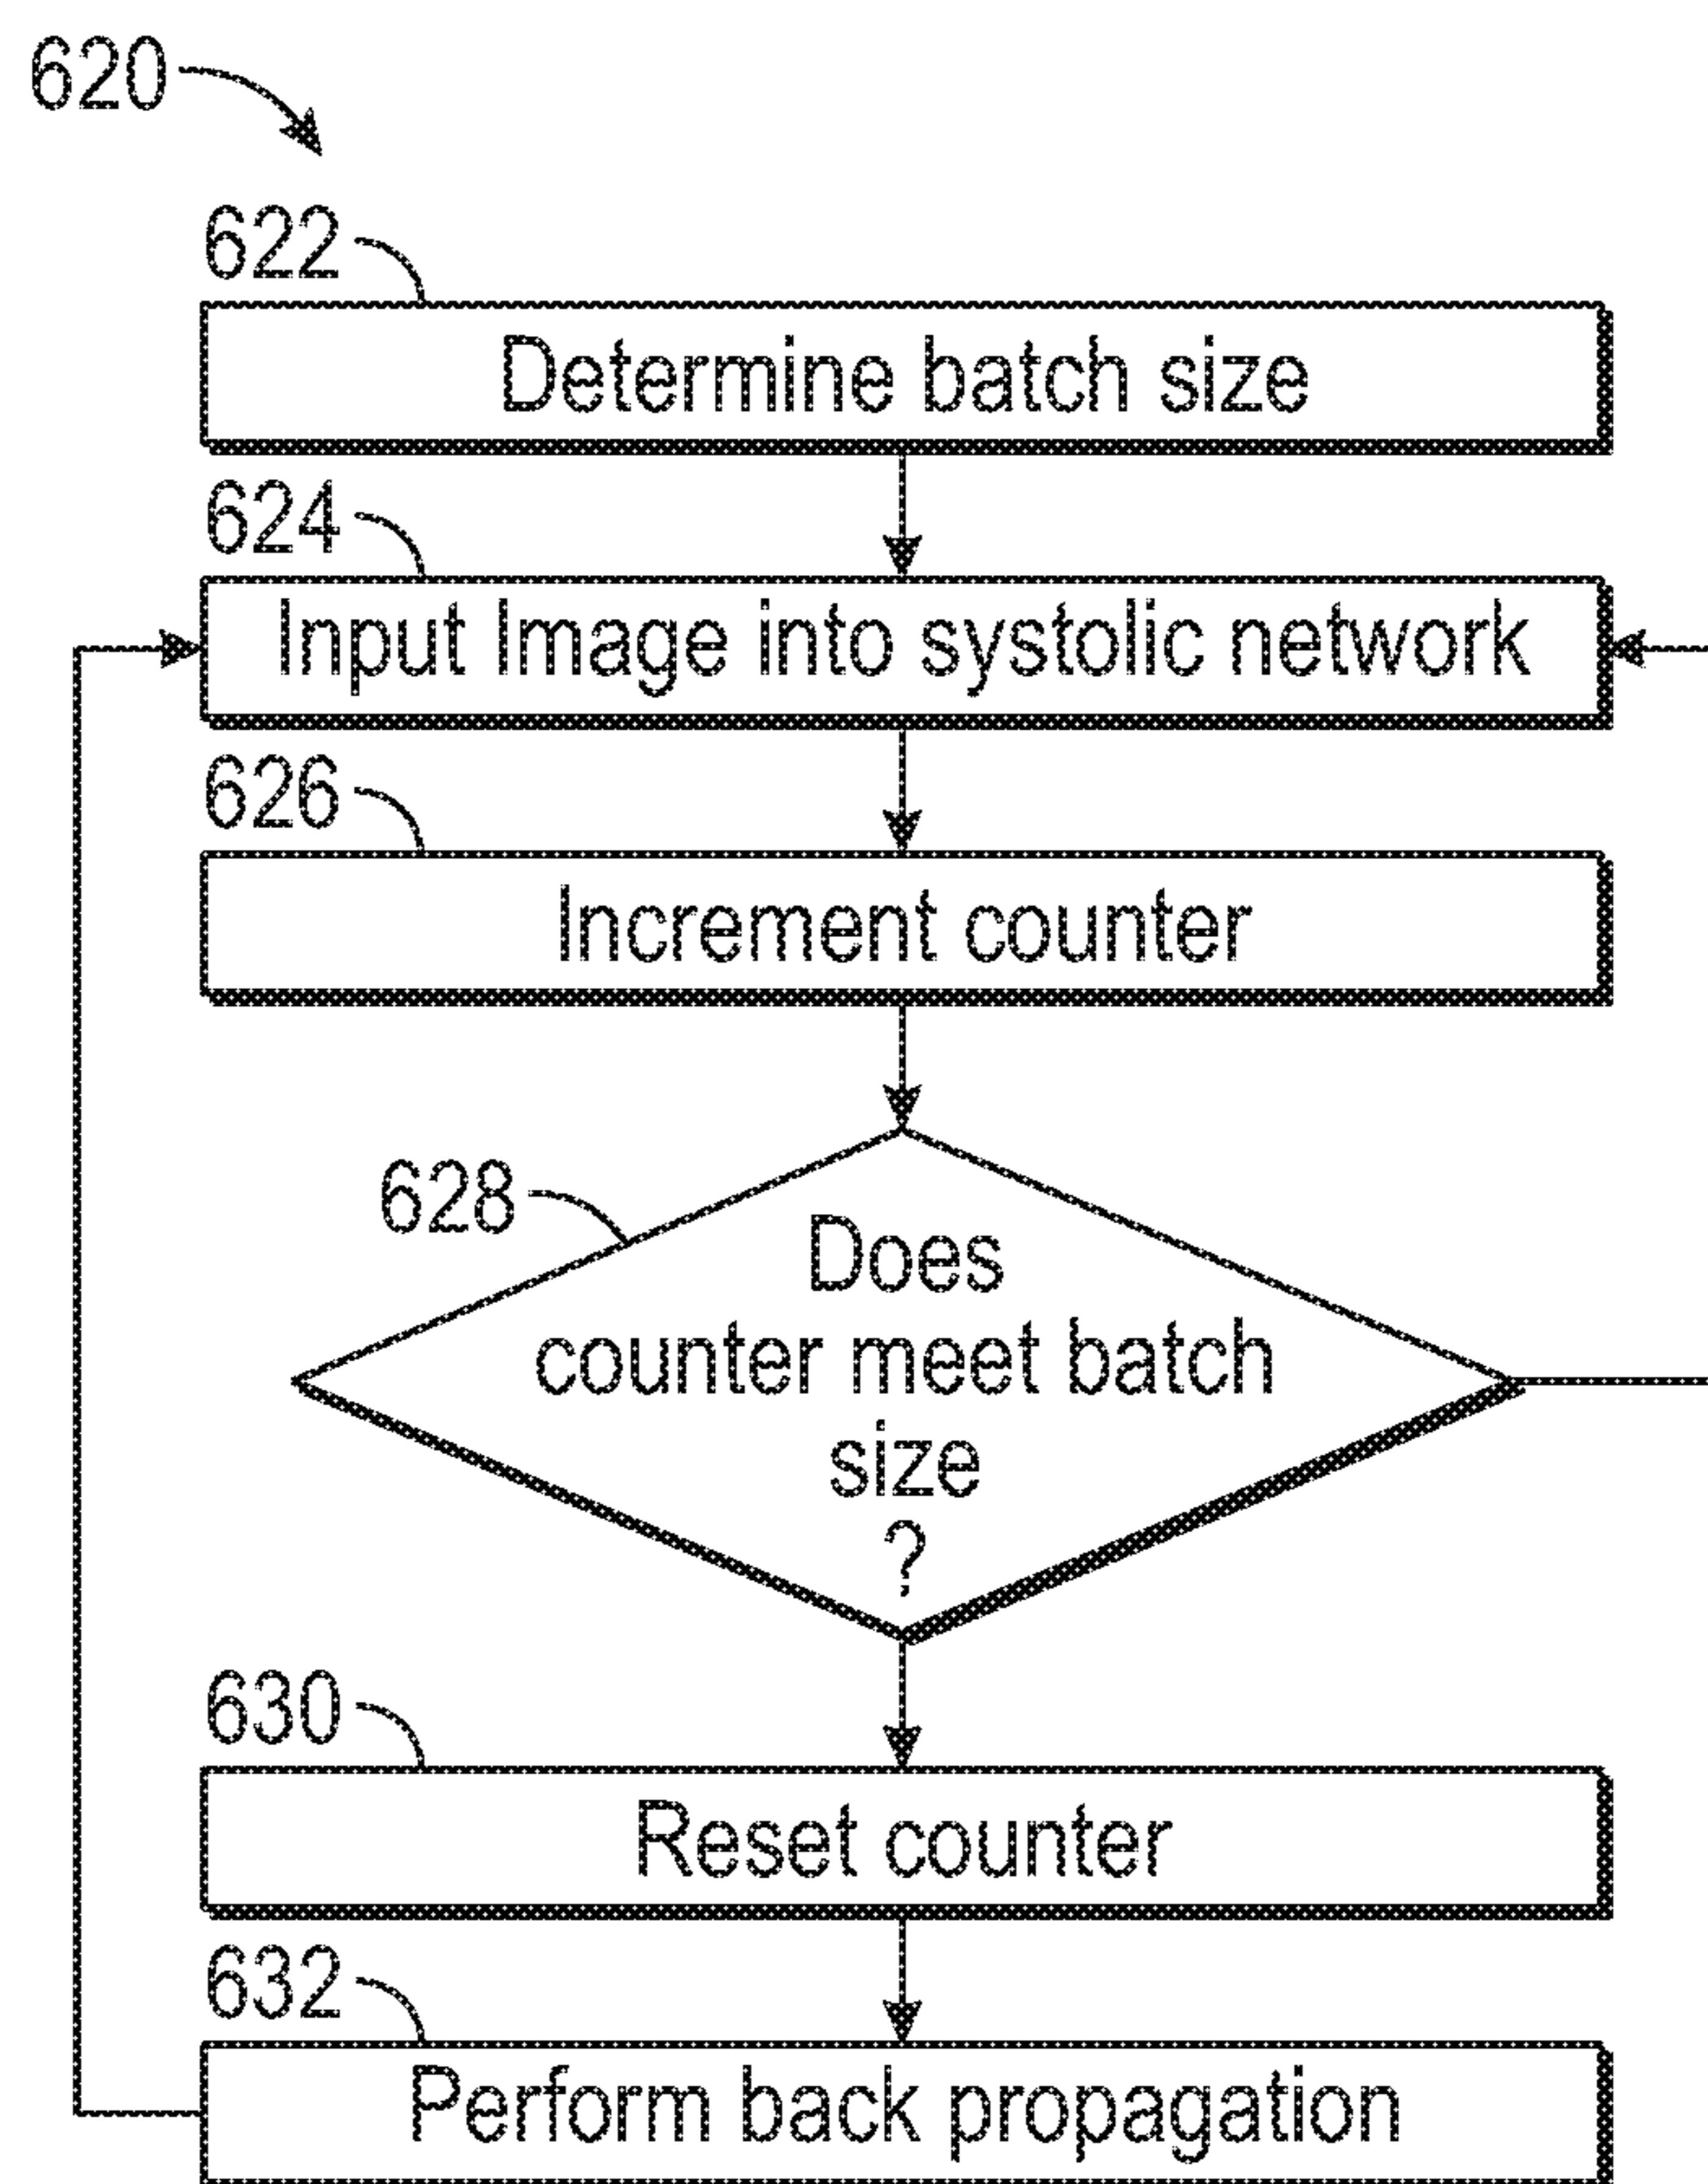 620
622
Determine batch size
624
Input Image into systolic network
626
Increment counter
628
Does
counter meet batch
size
?
630
Reset counter
632
Perform back propagation